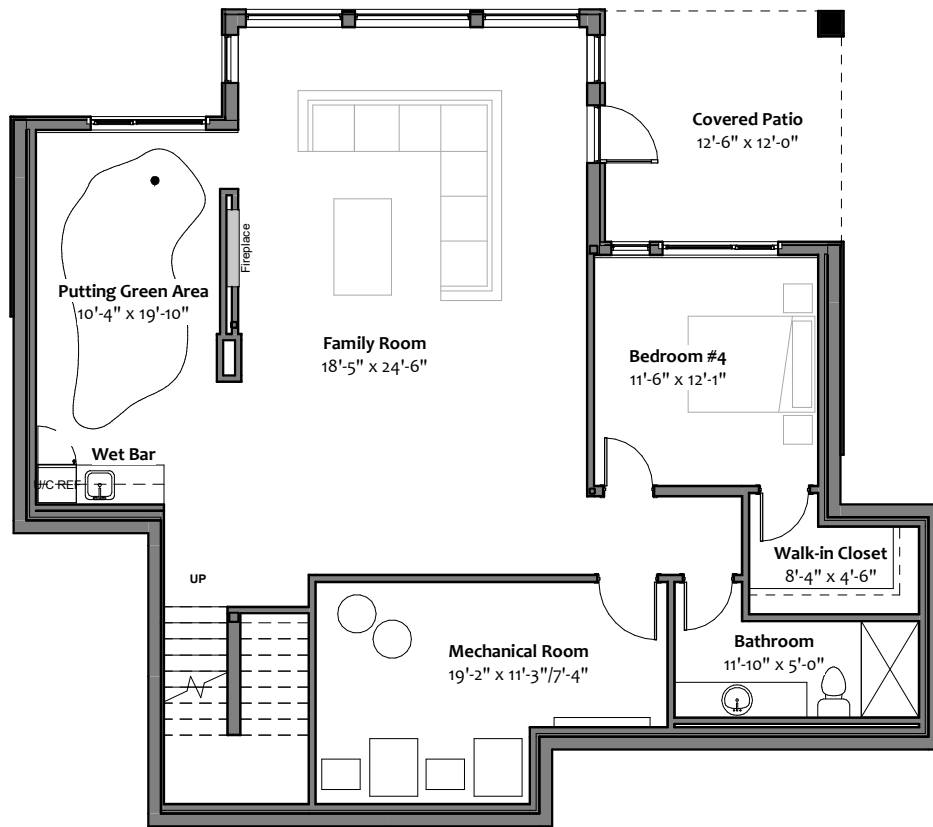 Covered Patio
12'-6" x 12'-0"
Fireplace
Putting Green Area
10'-4" x 19'-10"
Family Room
18'-5" x 24'-6"
Bedroom #4
11'-6" x 12'-1"
Wet Bar
U/C REF
Walk-in Closet
8'-4" x 4'-6"
UP
Mechanical Room
19'-2" x 11'-3"/7'-4"
Bathroom
11'-10" x 5'-0"